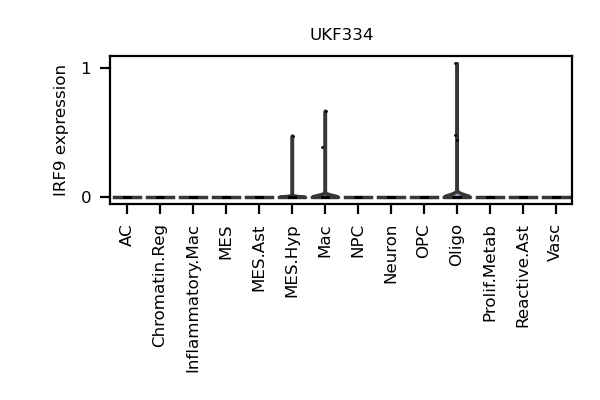 UKF334
IRF9 expression
1
0
AC
Chromatin.Reg
Inflammatory.Mac
MES
MES.Ast
MES.Hyp
Mac
NPC
Neuron
OPC
Oligo
Prolif.Metab
Reactive.Ast
Vasc